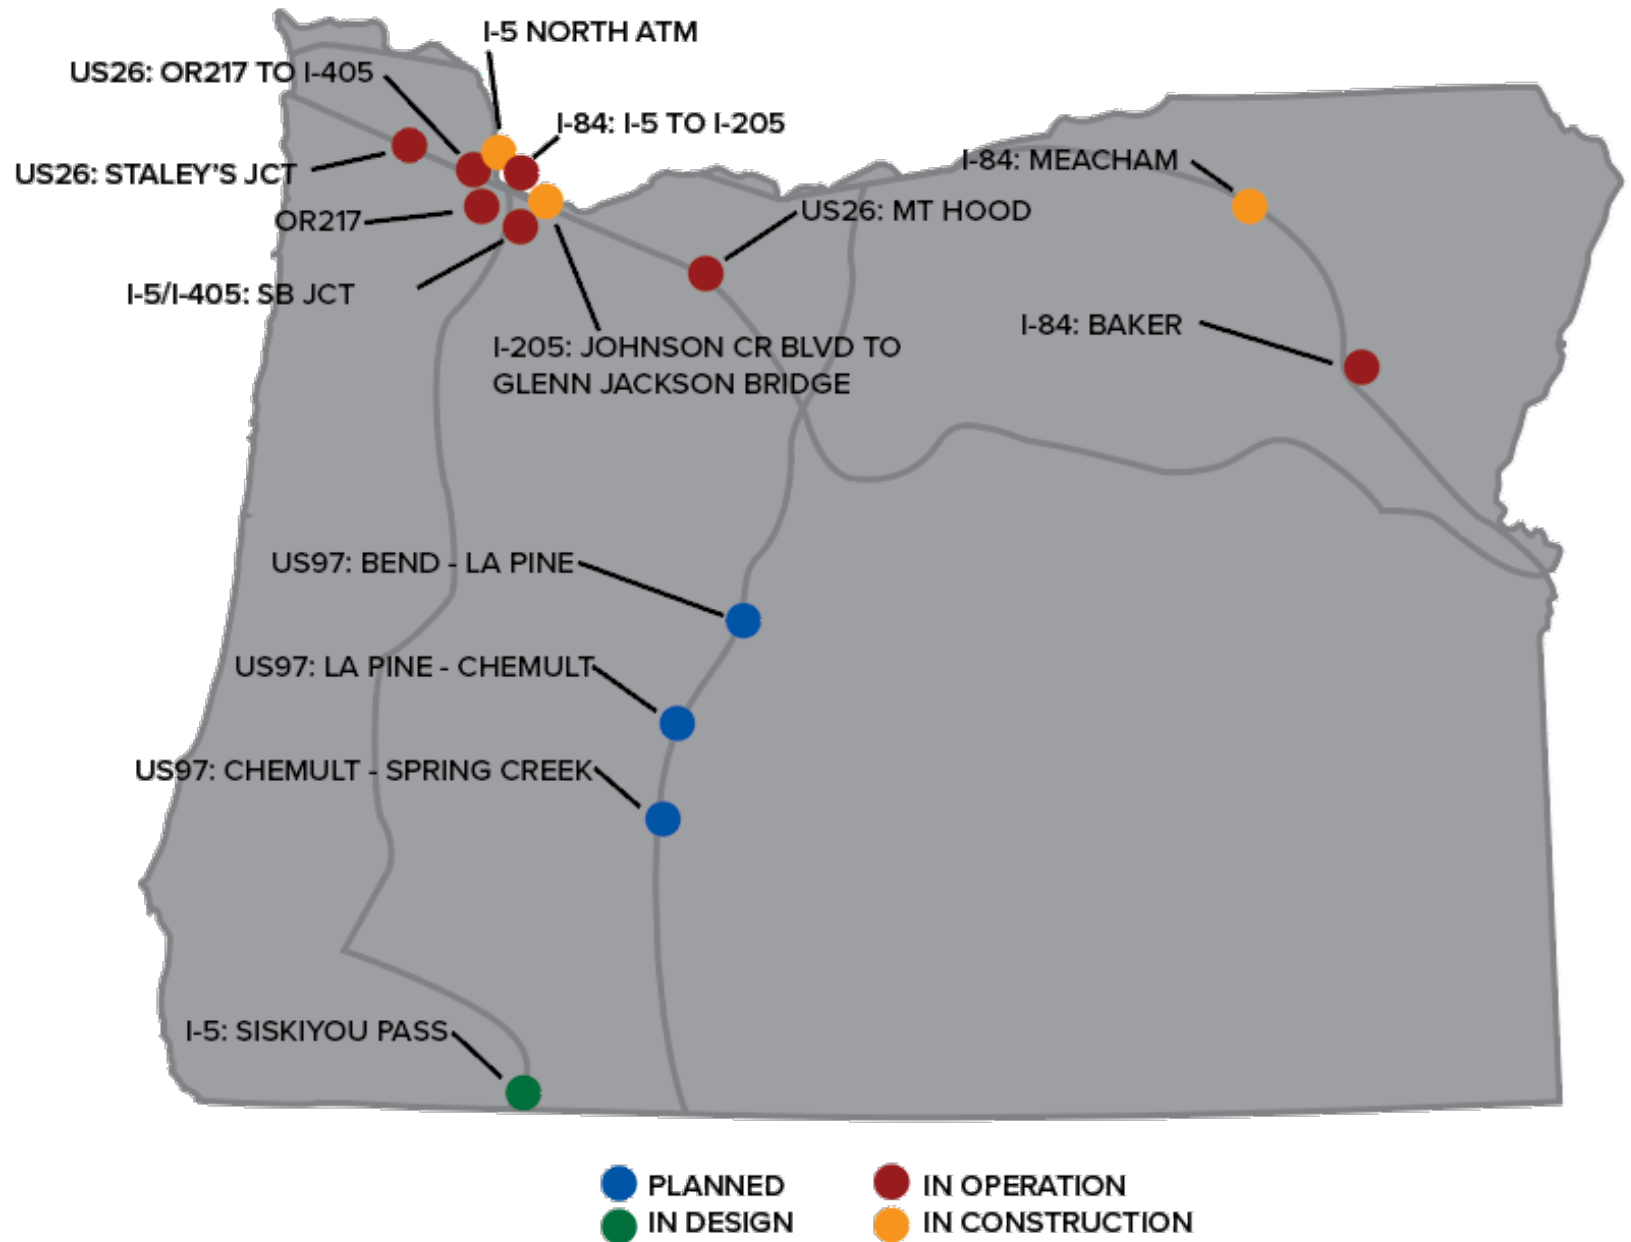 I-5 NORTH ATM
US26: OR217 TO I-405
I-84: I-5 TO I-205
I-84: MEACHAM
US26: STALEY'S JCT
US26: MT HOOD
OR217
I-5/I-405: SB JCT
I-84: BAKER
I-205: JOHNSON CR BLVD TO
GLENN JACKSON BRIDGE
US97: BEND - LA PINE
US97: LA PINE - CHEMULT
US97: CHEMULT - SPRING CREEK
I-5: SISKIYOU PASS
PLANNED
IN OPERATION
IN DESIGN
IN CONSTRUCTION